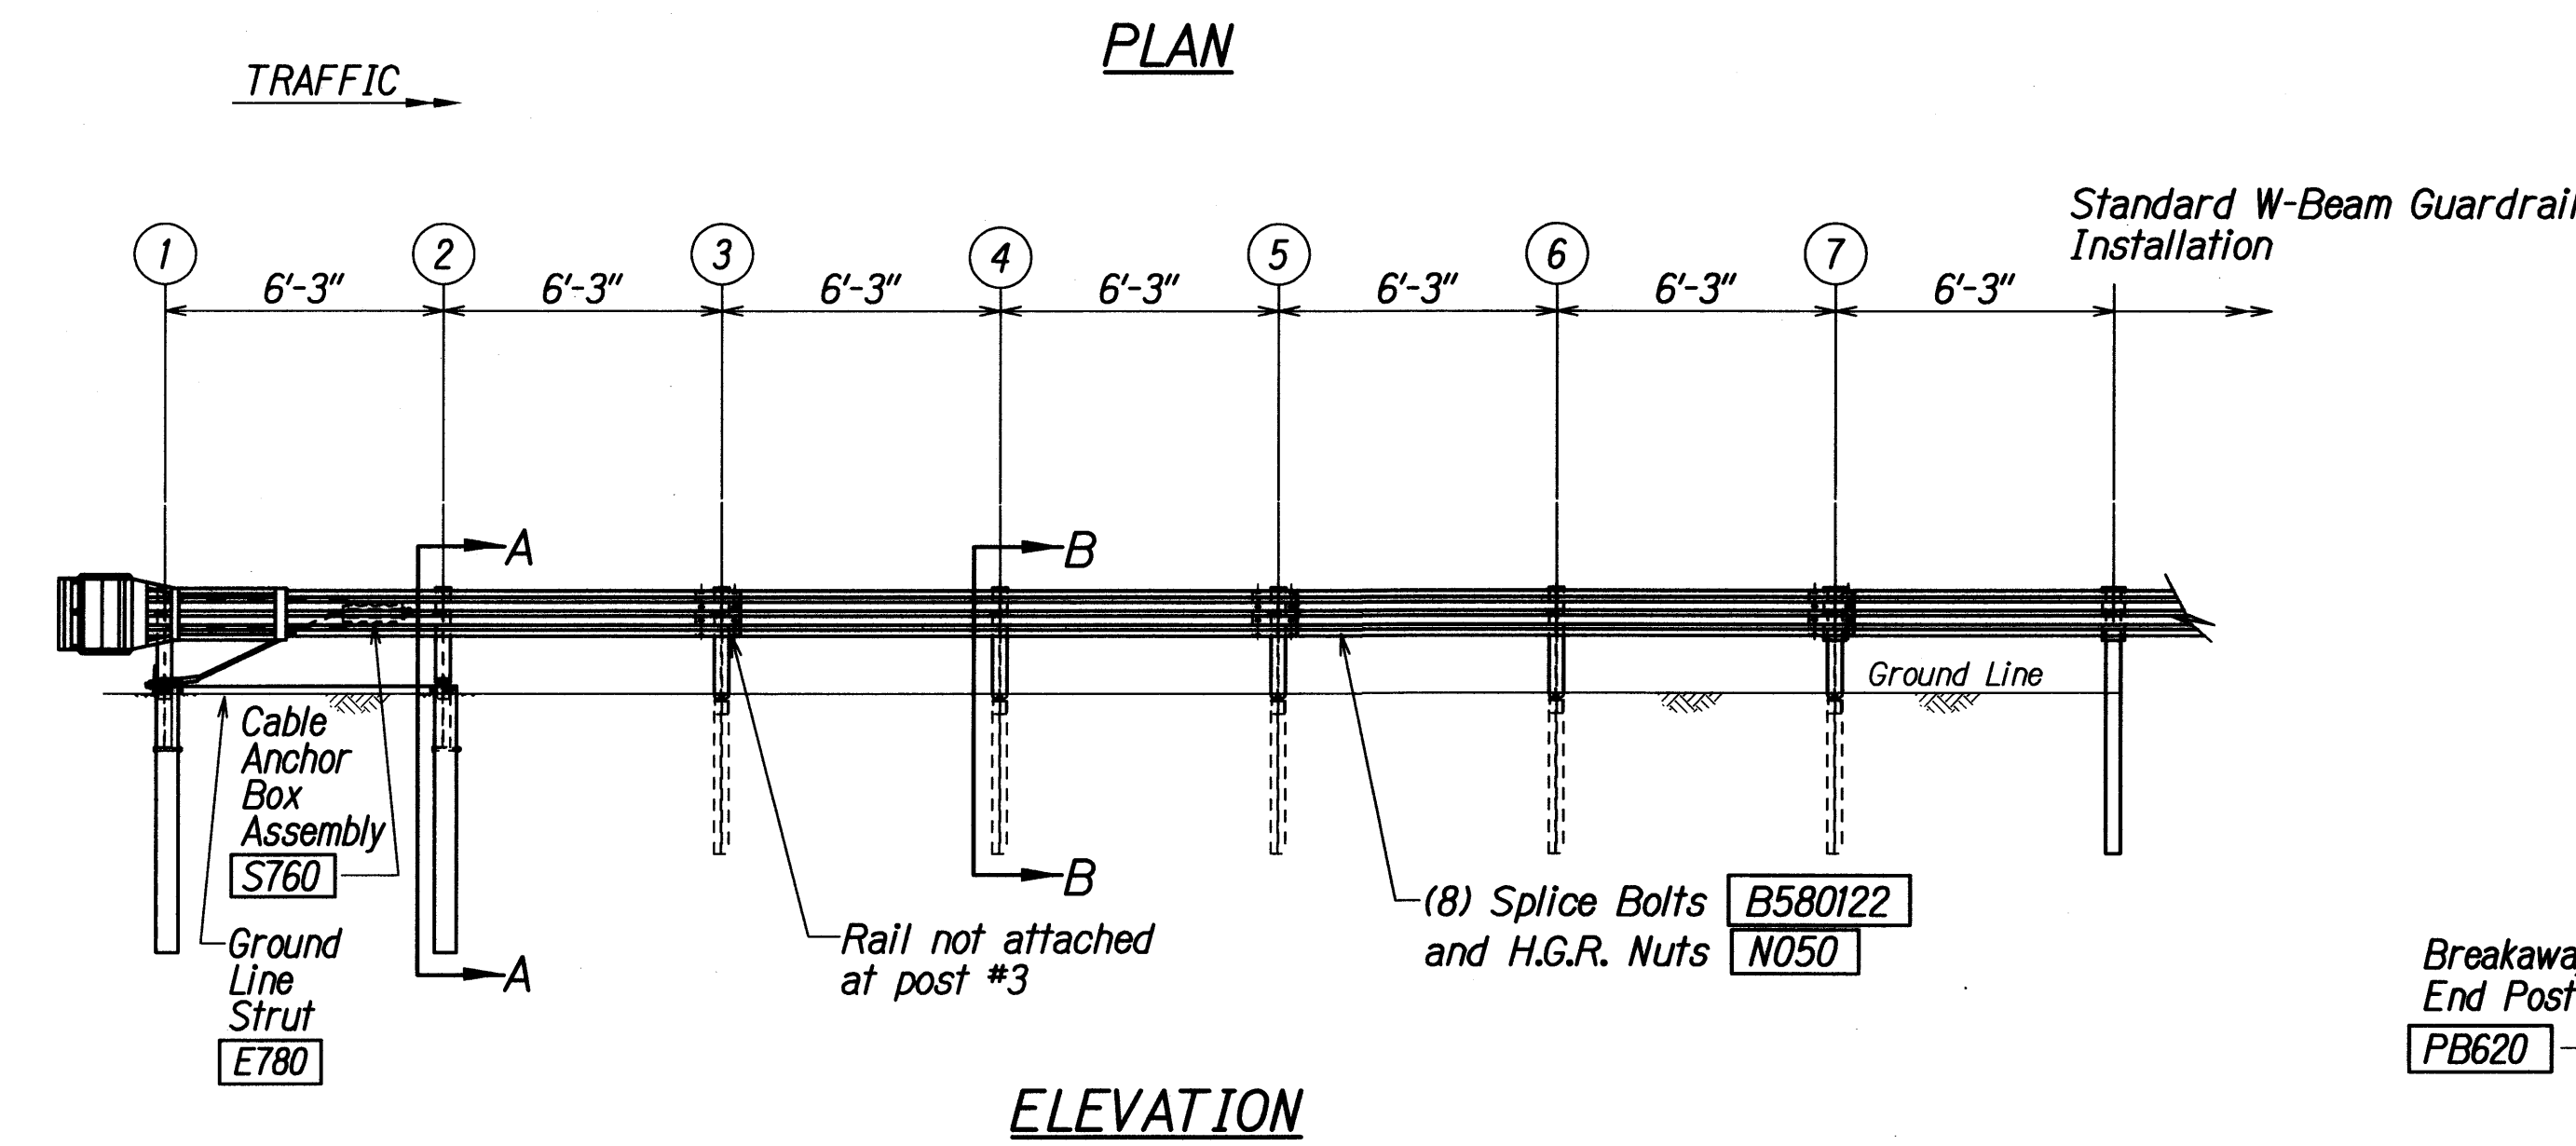 PLAN
TRAFFIC
Standard W-Beam Guardrail
Installation
1 2 3 4 5 6 7
6'-3" 6'-3" 6'-3" 6'-3" 6'-3" 6'-3" 6'-3"
A B
Ground Line
Cable
Anchor
Box
Assembly
S760
Ground
Line
Strut
E780
A
B
Rail not attached
at post #3
(8) Splice Bolts B580122
and H.G.R. Nuts N050
Breakawa
End Post
PB620
ELEVATION